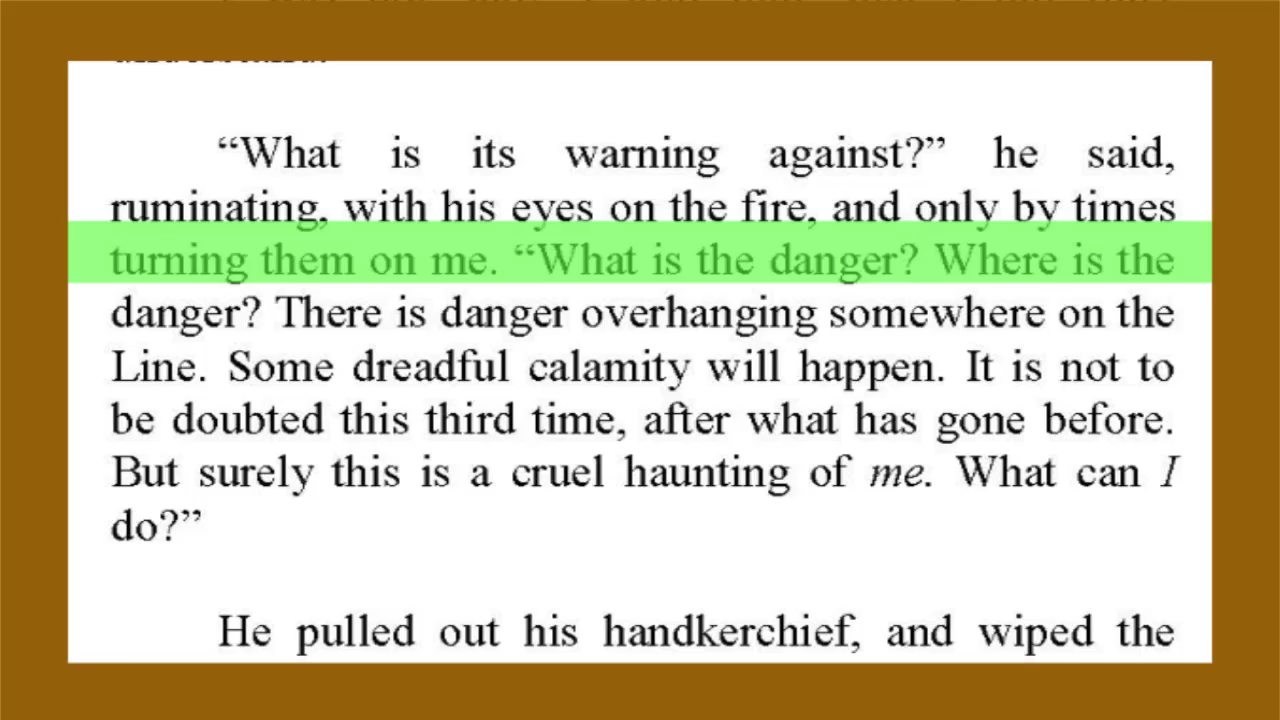 “What is its warning against?” he said,
ruminating, with his eyes on the fire, and only by times
turning them on me. “What is the danger? Where is the
danger? There is danger overhanging somewhere on the
Line. Some dreadful calamity will happen. It is not to
be doubted this third time, after what has gone before.
But surely this is a cruel haunting of me. What can I
do?”
He pulled out his handkerchief, and wiped the